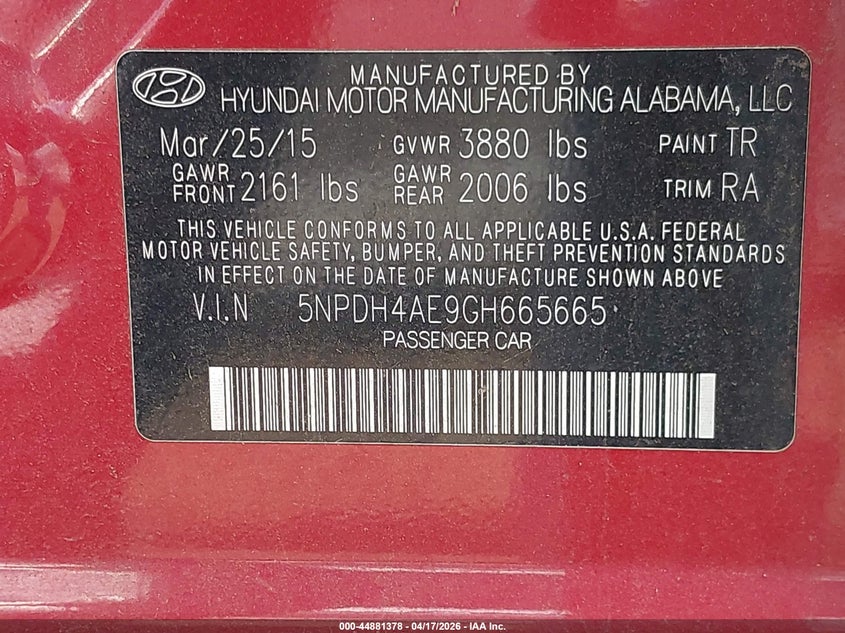 MANUFACTURED BY
HYUNDAI MOTOR MANUFACTURING ALABAMA, LLC
Mar/25/15 GVWR 3880 lbs PAINT TR
GAWR FRONT 2161 lbs GAWR REAR 2006 lbs TRIM RA
THIS VEHICLE CONFORMS TO ALL APPLICABLE U.S.A. FEDERAL
MOTOR VEHICLE SAFETY, BUMPER, AND THEFT PREVENTION STANDARDS
IN EFFECT ON THE DATE OF MANUFACTURE SHOWN ABOVE
V.I.N 5NPDH4AE9GH665665
PASSENGER CAR
000-44881378 - 04/17/2026 - IAA Inc.